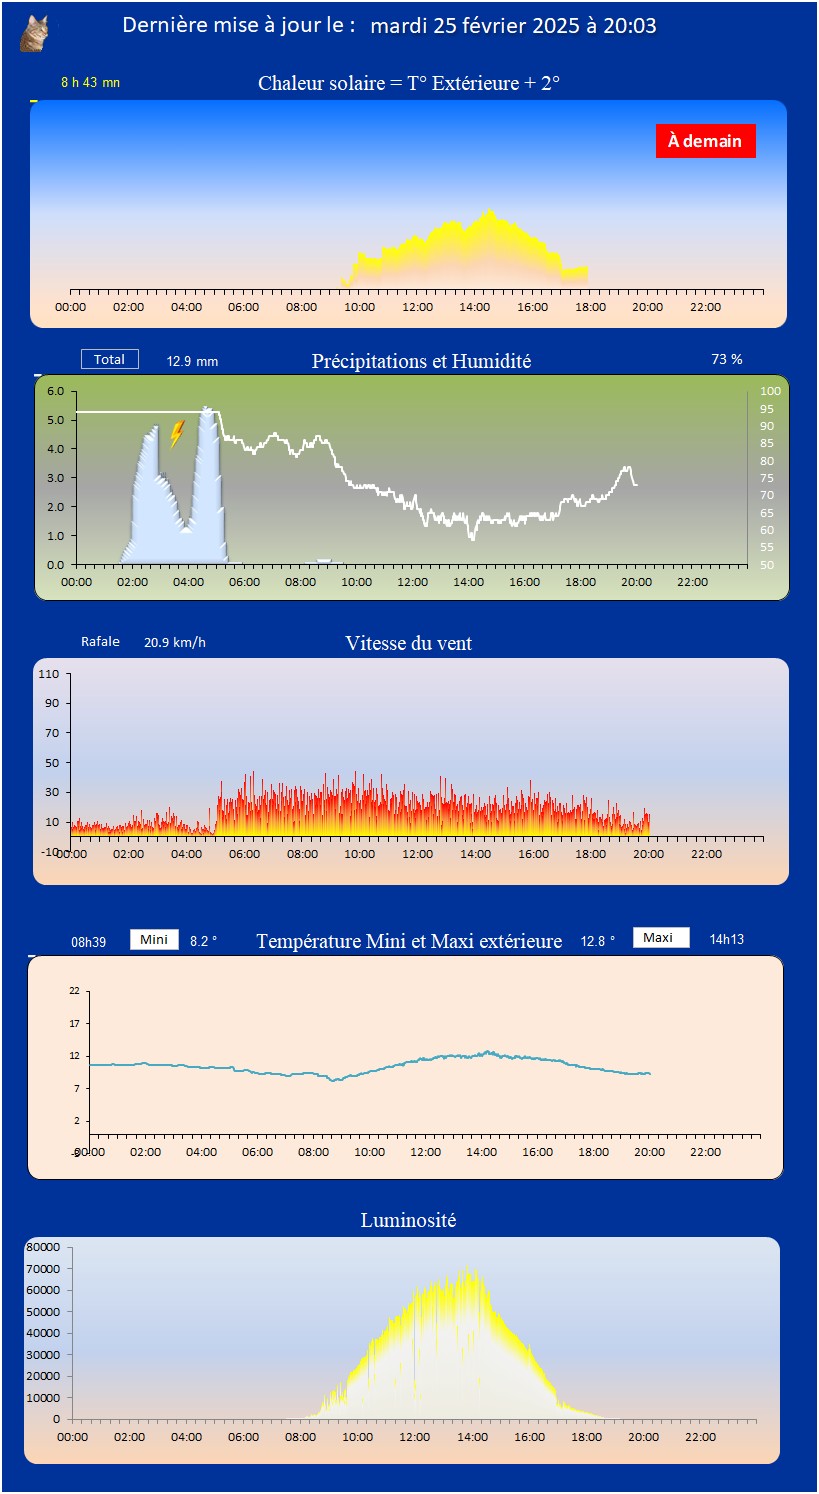 Dernière mise à jour le : mardi 25 février 2025 à 20:03
8 h 43 mn Chaleur solaire = T° Extérieure + 2°
À demain
00:00 02:00 04:00 06:00 08:00 10:00 12:00 14:00 16:00 18:00 20:00 22:00
Total 12.9 mm Précipitations et Humidité 73 %
6.0 100
5.0 95
4.0 90
3.0 85
2.0 80
1.0 75
0.0 70
65
60
55
50
00:00 02:00 04:00 06:00 08:00 10:00 12:00 14:00 16:00 18:00 20:00 22:00
Rafale 20.9 km/h Vitesse du vent
110
90
70
50
30
10
-10
00:00 02:00 04:00 06:00 08:00 10:00 12:00 14:00 16:00 18:00 20:00 22:00
08h39 Mini 8.2 ° Température Mini et Maxi extérieure 12.8 ° Maxi 14h13
22
17
12
7
2
00:00 02:00 04:00 06:00 08:00 10:00 12:00 14:00 16:00 18:00 20:00 22:00
Luminosité
80000
70000
60000
50000
40000
30000
20000
10000
0
00:00 02:00 04:00 06:00 08:00 10:00 12:00 14:00 16:00 18:00 20:00 22:00